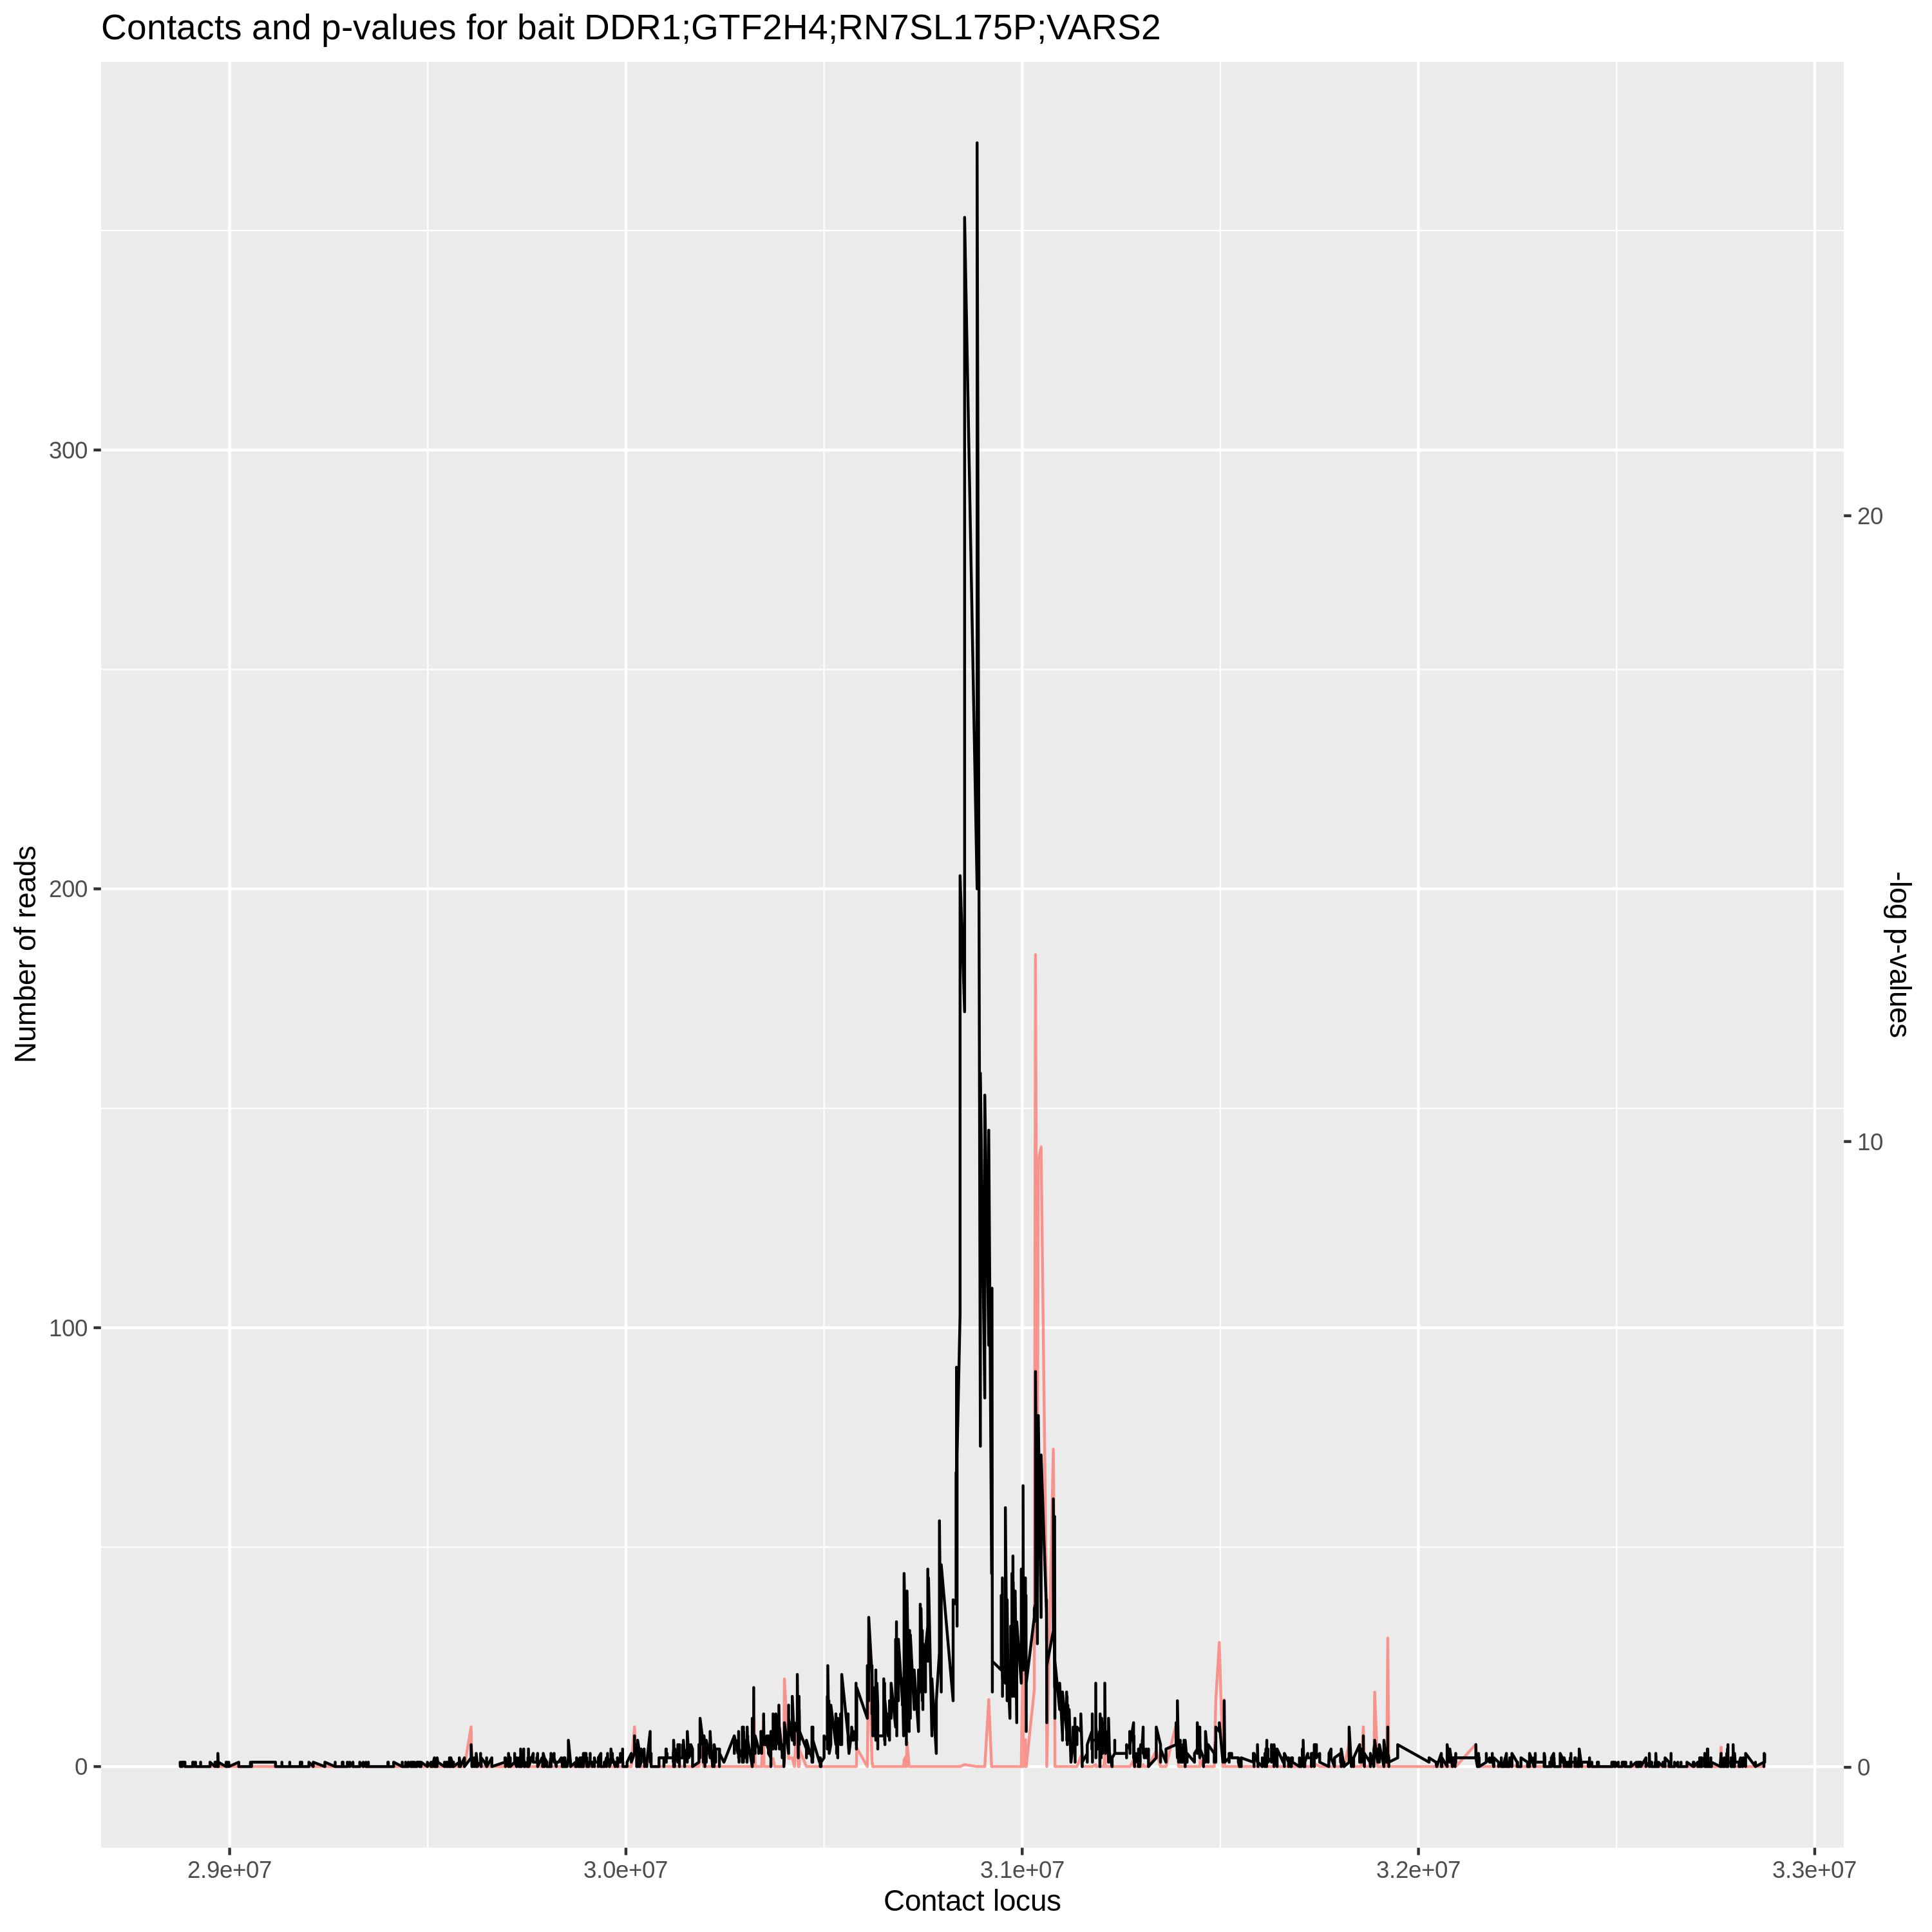 Contacts and p-values for bait DDR1;GTF2H4;RN7SL175P;VARS2
Number of reads
300
200
100
0
20
10
0
-log p-values
2.9e+07 3.0e+07 3.1e+07 3.2e+07 3.3e+07
Contact locus